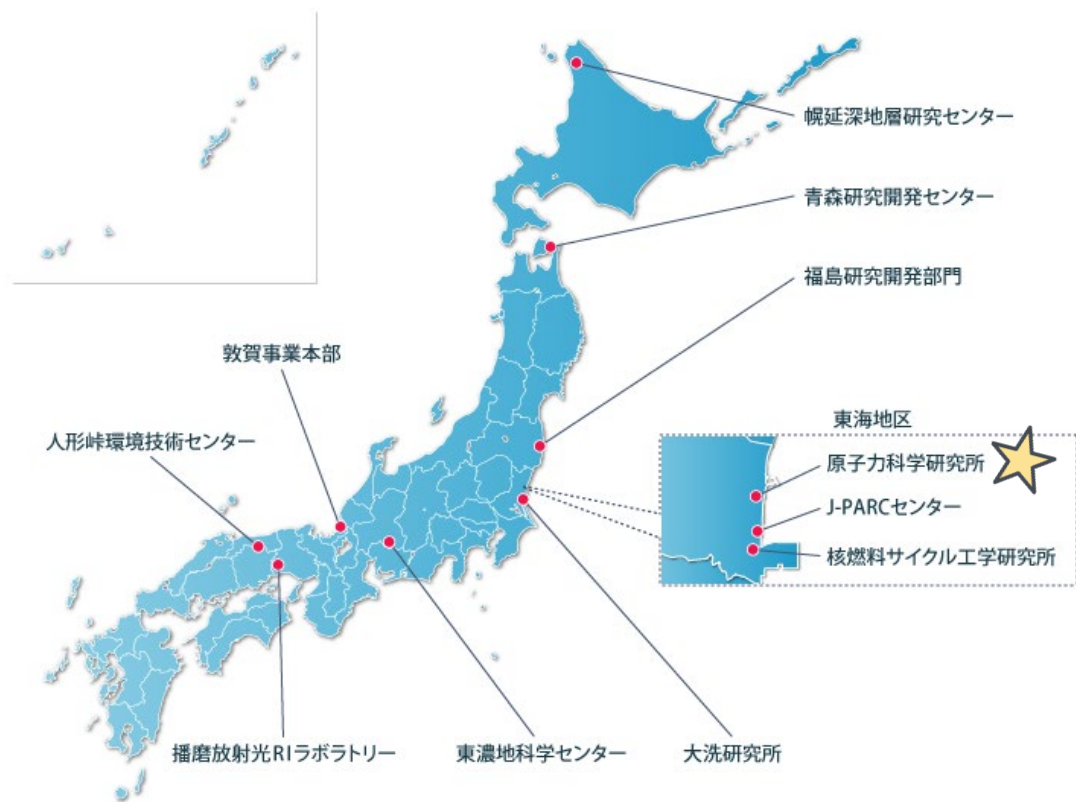 幌延深地層研究センター
青森研究開発センター
福島研究開発部門
敦賀事業本部
人形峠環境技術センター
東海地区
原子力科学研究所
J-PARCセンター
核燃料サイクル工学研究所
播磨放射光RIラボラトリー
東濃地科学センター
大洗研究所